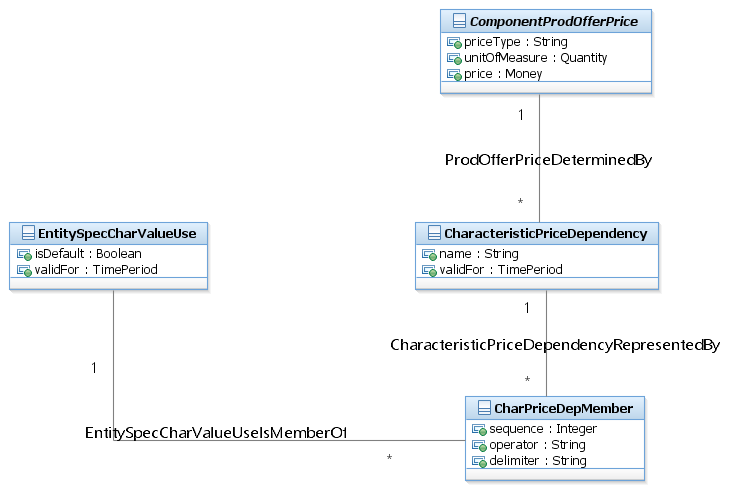 ComponentProdOfferPrice
priceType : String
unitOfMeasure : Quantity
price : Money
1
ProdOfferPriceDeterminedBy
*
EntitySpecCharValueUse
isDefault : Boolean
validFor : TimePeriod
CharacteristicPriceDependency
name : String
validFor : TimePeriod
1
CharacteristicPriceDependencyRepresentedBy
1
*
CharPriceDepMember
sequence : Integer
operator : String
delimiter : String
EntitySpecCharValueUseIsMemberOf
*